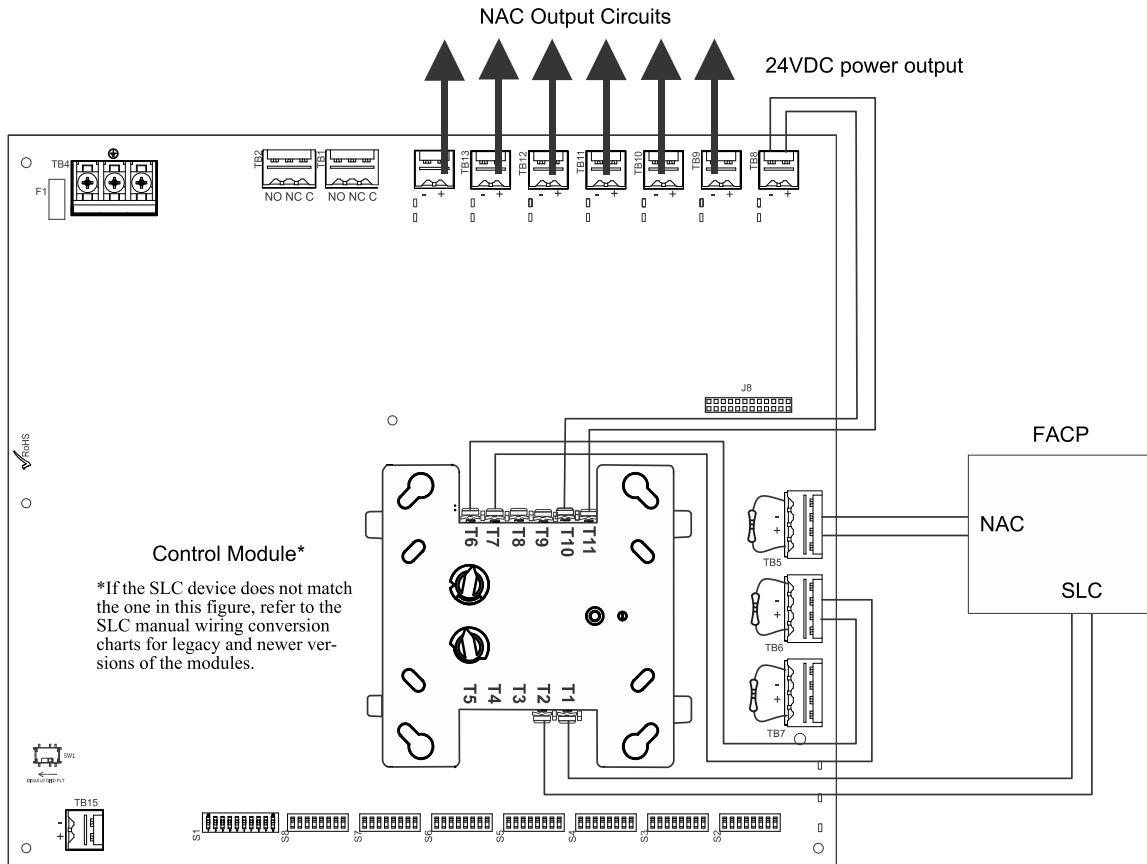 NAC Output Circuits
24VDC power output
TB4
TB2
TB1
TB13
TB12
TB11
TB10
TB9
TB8
F1
NO NC C
NO NC C
- +
- +
- +
- +
- +
- +
- +
J8
RoHS
FACP
T6 T7 T8 T9 T10 T11
- +
TB5
NAC
Control Module*
*If the SLC device does not match
the one in this figure, refer to the
SLC manual wiring conversion
charts for legacy and newer ver-
sions of the modules.
SLC
- +
TB6
T5 T4 T3 T2 T1
- +
TB7
SW1
DISABLE GND FLT
TB15
- +
S1
S8
S7
S6
S5
S4
S3
S2